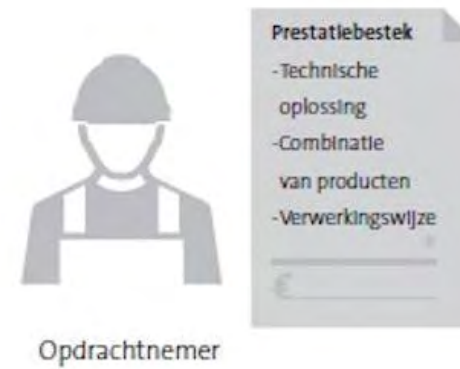 Prestatiebestek
-Technische
oplossing
-Combinatie
van producten
-Verwerkingswijze
€
Opdrachtnemer